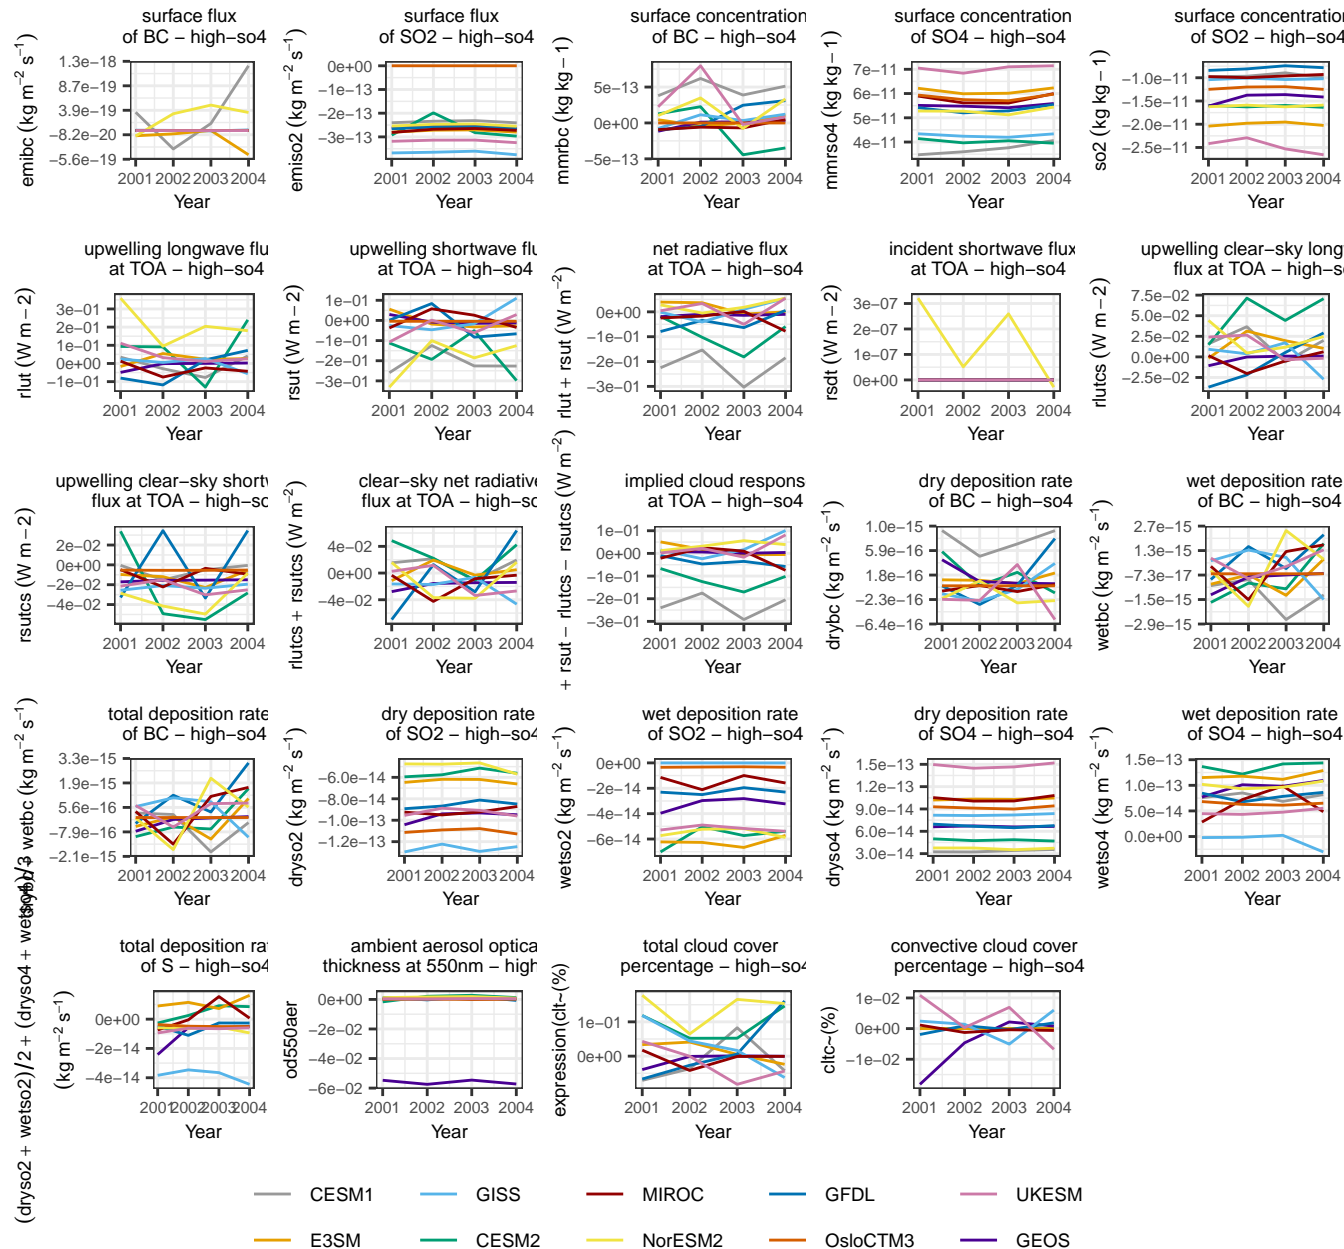 surface flux
of BC − high−so4
emibc (kg m−2 s−1)
1.3e−18
7.9e−19
3.9e−19
−8.2e−20
−5.6e−19
2001 2002 2003 2004
Year
surface flux
of SO2 − high−so4
emiso2 (kg m−2 s−1)
0e+00
−1e−13
−2e−13
−3e−13
2001 2002 2003 2004
Year
surface concentration
of BC − high−so4
mmrbc (kg kg−1)
5e−13
0e+00
−5e−13
2001 2002 2003 2004
Year
surface concentration
of SO4 − high−so4
mmrso4 (kg kg−1)
7e−11
6e−11
5e−11
4e−11
2001 2002 2003 2004
Year
surface concentration
of SO2 − high−so4
so2 (kg kg−1)
−1.0e−11
−1.5e−11
−2.0e−11
−2.5e−11
2001 2002 2003 2004
Year
upwelling longwave flu
at TOA − high−so4
rlut (W m−2)
3e−01
2e−01
1e−01
0e+00
−1e−01
2001 2002 2003 2004
Year
upwelling shortwave flu
at TOA − high−so4
rsut (W m−2)
1e−01
0e+00
−1e−01
−2e−01
−3e−01
2001 2002 2003 2004
Year
net radiative flux
at TOA − high−so4
rlut + rsut (W m−2)
0e+00
−1e−01
−2e−01
−3e−01
2001 2002 2003 2004
Year
incident shortwave flux
at TOA − high−so4
rsdt (W m−2)
3e−07
2e−07
1e−07
0e+00
2001 2002 2003 2004
Year
upwelling clear−sky long
flux at TOA − high−s
rlutcs (W m−2)
7.5e−02
5.0e−02
2.5e−02
0.0e+00
−2.5e−02
2001 2002 2003 2004
Year
upwelling clear−sky short
flux at TOA − high−so
rsutcs (W m−2)
2e−02
0e+00
−2e−02
−4e−02
2001 2002 2003 2004
Year
clear−sky net radiative
flux at TOA − high−so
rlutcs + rsutcs (W m−2)
4e−02
0e+00
−4e−02
2001 2002 2003 2004
Year
implied cloud respons
at TOA − high−so4
+ rsut − rlutcs − rsutcs (W m−2)
1e−01
0e+00
−1e−01
−2e−01
−3e−01
2001 2002 2003 2004
Year
dry deposition rate
of BC − high−so4
drybc (kg m−2 s−1)
1.0e−15
5.9e−16
1.8e−16
−2.3e−16
−6.4e−16
2001 2002 2003 2004
Year
wet deposition rate
of BC − high−so4
wetbc (kg m−2 s−1)
2.7e−15
1.3e−15
−7.3e−17
−1.5e−15
−2.9e−15
2001 2002 2003 2004
Year
total deposition rate
of BC − high−so4
wetbc (kg m−2 s−1)
3.3e−15
1.9e−15
5.6e−16
−7.9e−16
−2.1e−15
2001 2002 2003 2004
Year
dry deposition rate
of SO2 − high−so4
dryso2 (kg m−2 s−1)
−6.0e−14
−8.0e−14
−1.0e−13
−1.2e−13
2001 2002 2003 2004
Year
wet deposition rate
of SO2 − high−so4
wetso2 (kg m−2 s−1)
0e+00
−2e−14
−4e−14
−6e−14
2001 2002 2003 2004
Year
dry deposition rate
of SO4 − high−so4
dryso4 (kg m−2 s−1)
1.5e−13
1.2e−13
9.0e−14
6.0e−14
3.0e−14
2001 2002 2003 2004
Year
wet deposition rate
of SO4 − high−so4
wetso4 (kg m−2 s−1)
1.5e−13
1.0e−13
5.0e−14
0.0e+00
2001 2002 2003 2004
Year
total deposition rat
of S − high−so4
(dryso2 + wetso2)/2 + (dryso4 + wetso4)/3
(kg m−2 s−1)
0e+00
−2e−14
−4e−14
2001 2002 2003 2004
Year
ambient aerosol optica
thickness at 550nm − high
od550aer
0e+00
−2e−02
−4e−02
−6e−02
2001 2002 2003 2004
Year
total cloud cover
percentage − high−so4
expression(clt~(%)
1e−01
0e+00
2001 2002 2003 2004
Year
convective cloud cover
percentage − high−so4
cltc~(%)
1e−02
0e+00
−1e−02
2001 2002 2003 2004
Year
CESM1 GISS MIROC GFDL UKESM
E3SM CESM2 NorESM2 OsloCTM3 GEOS